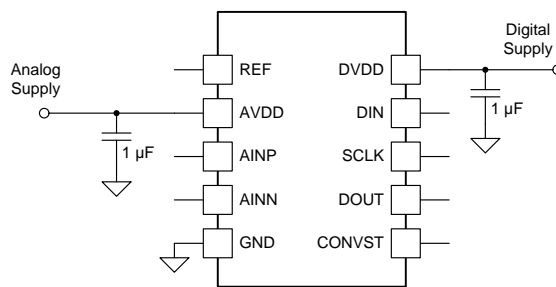 Analog
Supply
1 µF
REF
AVDD
AINP
AINN
GND
DVDD
DIN
SCLK
DOUT
CONVST
Digital
Supply
1 µF